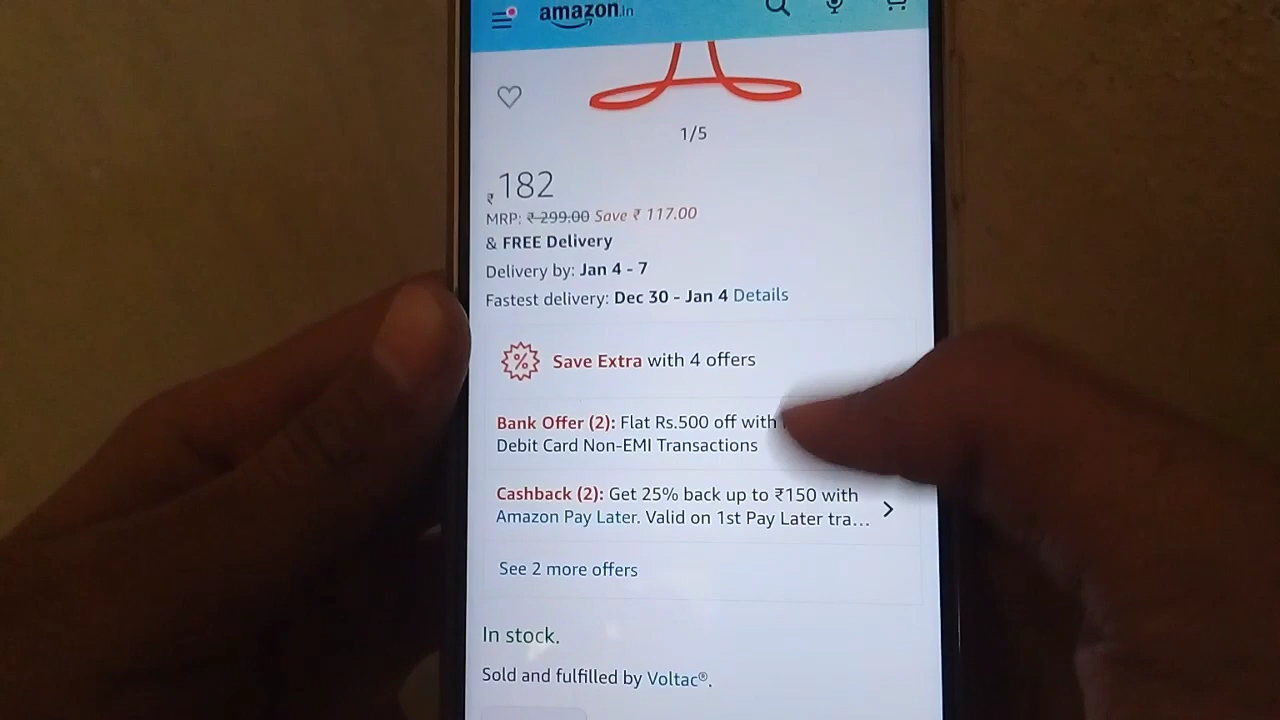 amazon.in
1/5
₹182
MRP: ₹ 299.00 Save ₹ 117.00
& FREE Delivery
Delivery by: Jan 4 - 7
Fastest delivery: Dec 30 - Jan 4 Details
% Save Extra with 4 offers
Bank Offer (2): Flat Rs.500 off with
Debit Card Non-EMI Transactions
Cashback (2): Get 25% back up to ₹150 with
Amazon Pay Later. Valid on 1st Pay Later tra...
See 2 more offers
In stock.
Sold and fulfilled by Voltac®.